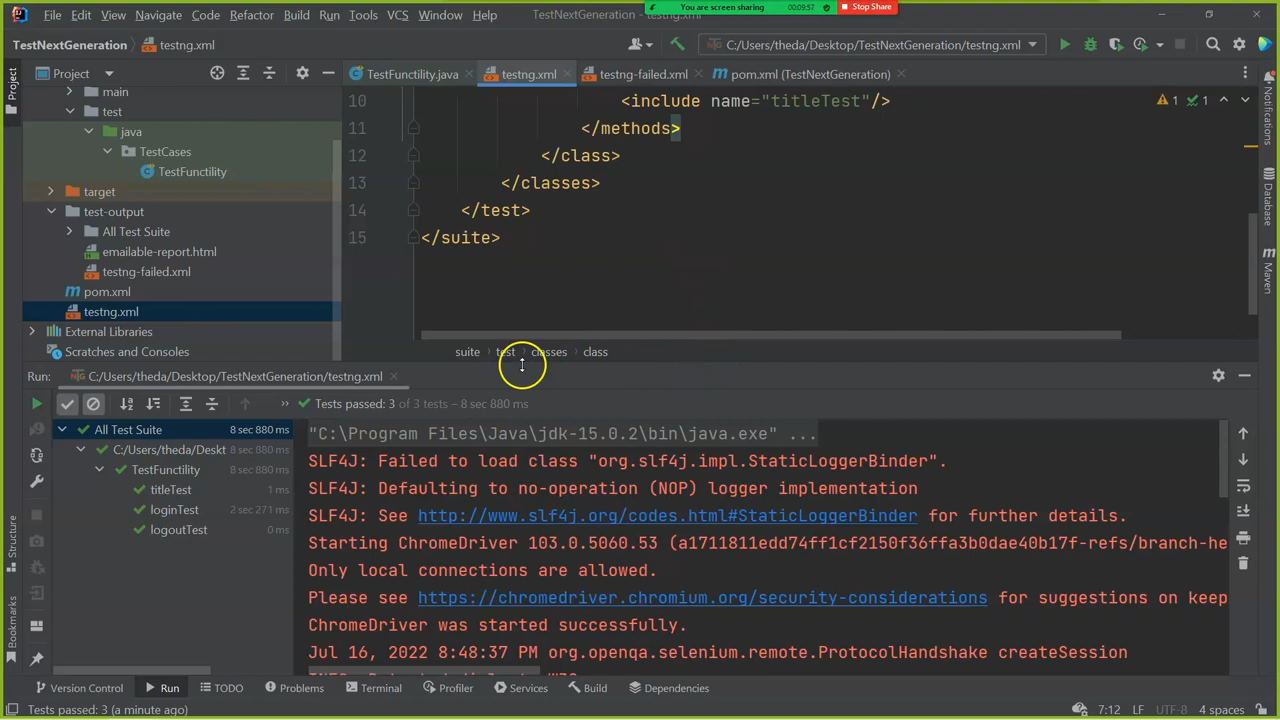 You are screen sharing 00:09:57 Stop Share
File Edit View Navigate Code Refactor Build Run Tools VCS Window Help TestNextGeneration - testng.xml
TestNextGeneration testng.xml C:/Users/theda/Desktop/TestNextGeneration/testng.xml
Project Project TestFunctility.java testng.xml testng-failed.xml pom.xml (TestNextGeneration)
main
test
java
TestCases
TestFunctility
target
test-output
All Test Suite
emailable-report.html
testng-failed.xml
pom.xml
testng.xml
External Libraries
Scratches and Consoles
10 <include name="titleTest"/>
11 </methods>
12 </class>
13 </classes>
14 </test>
15 </suite>
1 1
Notifications
Database
Maven
suite test classes class
Run: C:/Users/theda/Desktop/TestNextGeneration/testng.xml
Tests passed: 3 of 3 tests – 8 sec 880 ms
All Test Suite 8 sec 880 ms
C:/Users/theda/Deskt 8 sec 880 ms
TestFunctility 8 sec 880 ms
titleTest 1 ms
loginTest 2 sec 271 ms
logoutTest 0 ms
"C:\Program Files\Java\jdk-15.0.2\bin\java.exe" ...
SLF4J: Failed to load class "org.slf4j.impl.StaticLoggerBinder".
SLF4J: Defaulting to no-operation (NOP) logger implementation
SLF4J: See http://www.slf4j.org/codes.html#StaticLoggerBinder for further details.
Starting ChromeDriver 103.0.5060.53 (a1711811edd74ff1cf2150f36ffa3b0dae40b17f-refs/branch-he
Only local connections are allowed.
Please see https://chromedriver.chromium.org/security-considerations for suggestions on keep
ChromeDriver was started successfully.
Jul 16, 2022 8:48:37 PM org.openqa.selenium.remote.ProtocolHandshake createSession
Structure
Bookmarks
Version Control Run TODO Problems Terminal Profiler Services Build Dependencies
Tests passed: 3 (a minute ago) 7:12 LF UTF-8 4 spaces